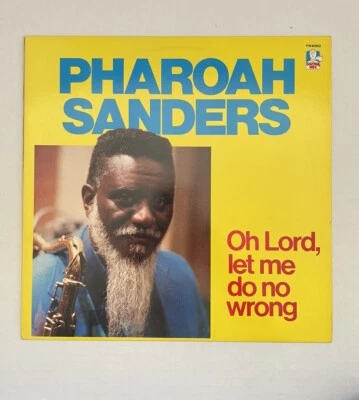 PHAROAH
SANDERS
Oh Lord,
let me
do no
wrong